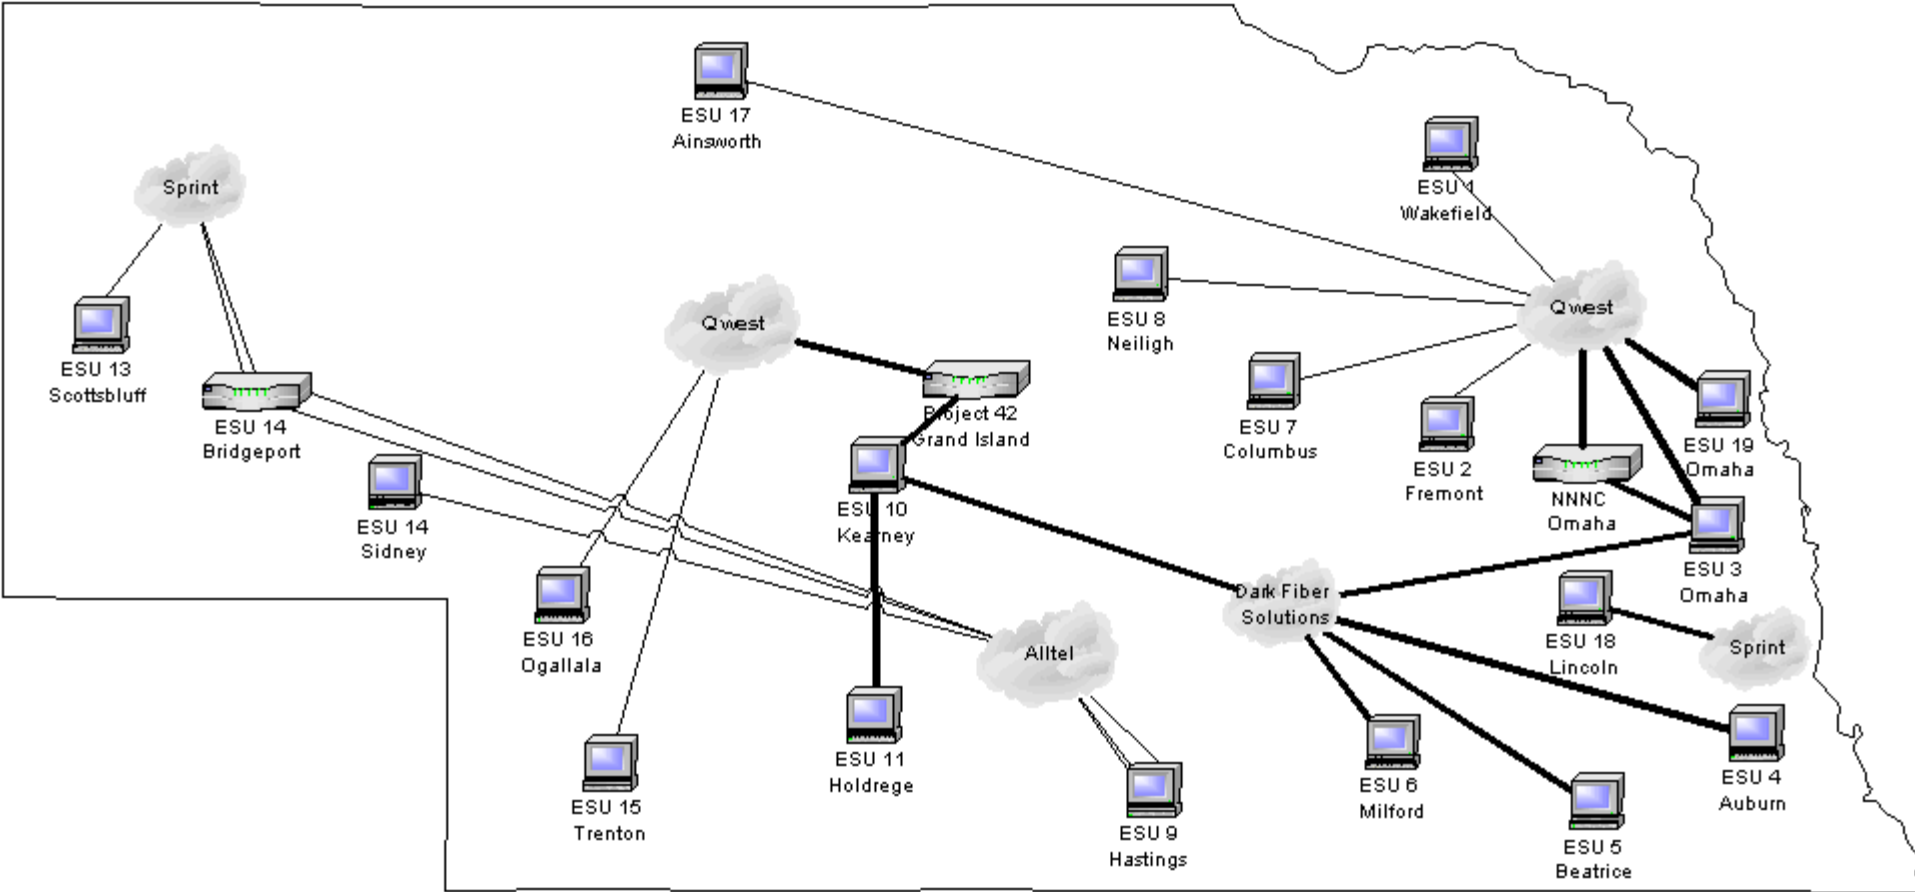 ESU 17
Ainsworth
ESU 1
Wakefield
Sprint
ESU 13
Scottsbluff
ESU 14
Bridgeport
Qwest
Project 42
Grand Island
ESU 8
Neiligh
Qwest
ESU 7
Columbus
ESU 2
Fremont
ESU 19
Omaha
NNNC
Omaha
ESU 3
Omaha
ESU 14
Sidney
ESU 10
Kearney
ESU 16
Ogallala
Dark Fiber
Solutions
ESU 18
Lincoln
Sprint
Alltel
ESU 15
Trenton
ESU 11
Holdrege
ESU 9
Hastings
ESU 6
Milford
ESU 5
Beatrice
ESU 4
Auburn